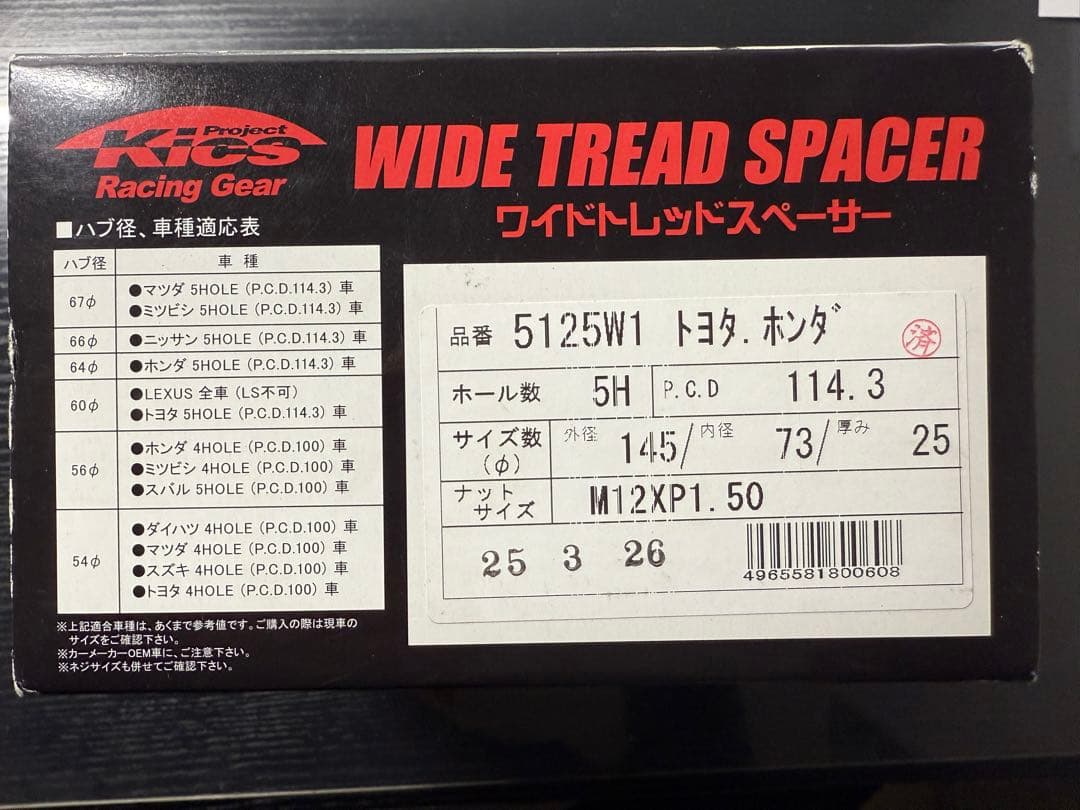 Project
Kics
Racing Gear
WIDE TREAD SPACER
ワイドトレッドスペーサー
■ハブ径、車種適応表
ハブ径 車種
67φ
●マツダ 5HOLE (P.C.D.114.3) 車
●ミツビシ 5HOLE (P.C.D.114.3) 車
66φ ●ニッサン 5HOLE (P.C.D.114.3) 車
64φ ●ホンダ 5HOLE (P.C.D.114.3) 車
60φ
●LEXUS 全車 (LS不可)
●トヨタ 5HOLE (P.C.D.114.3) 車
56φ
●ホンダ 4HOLE (P.C.D.100) 車
●ミツビシ 4HOLE (P.C.D.100) 車
●スバル 5HOLE (P.C.D.100) 車
54φ
●ダイハツ 4HOLE (P.C.D.100) 車
●マツダ 4HOLE (P.C.D.100) 車
●スズキ 4HOLE (P.C.D.100) 車
●トヨタ 4HOLE (P.C.D.100) 車
※上記適合車種は、あくまで参考値です。ご購入の際は現車の
サイズをご確認下さい。
※カーメーカーOEM車に、ご注意下さい。
※ネジサイズも併せてご確認下さい。
品番 5125W1 トヨタ.ホンダ 済
ホール数 5H P.C.D 114.3
サイズ数 (φ) 外径 145/ 内径 73/ 厚み 25
ナットサイズ M12XP1.50
25 3 26
4965581800608